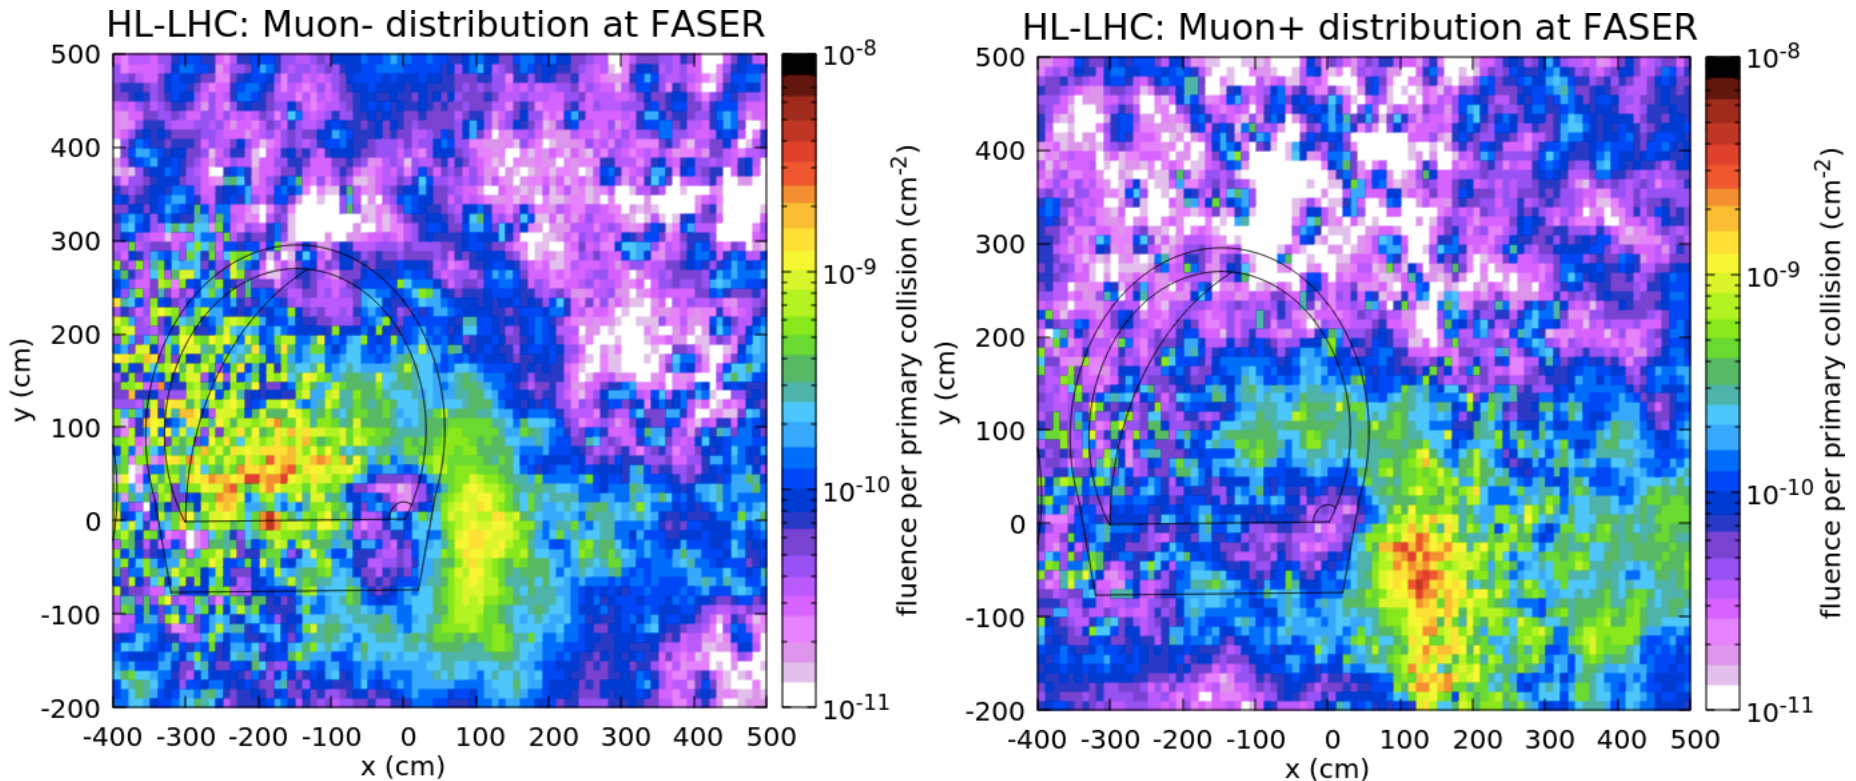 HL-LHC: Muon- distribution at FASER
500
400
300
200
100
0
-100
-200
-400 -300 -200 -100 0 100 200 300 400 500
x (cm)
y (cm)
10-8
10-9
10-10
10-11
fluence per primary collision (cm-2)
HL-LHC: Muon+ distribution at FASER
500
400
300
200
100
0
-100
-200
-400 -300 -200 -100 0 100 200 300 400 500
x (cm)
y (cm)
10-8
10-9
10-10
10-11
fluence per primary collision (cm-2)